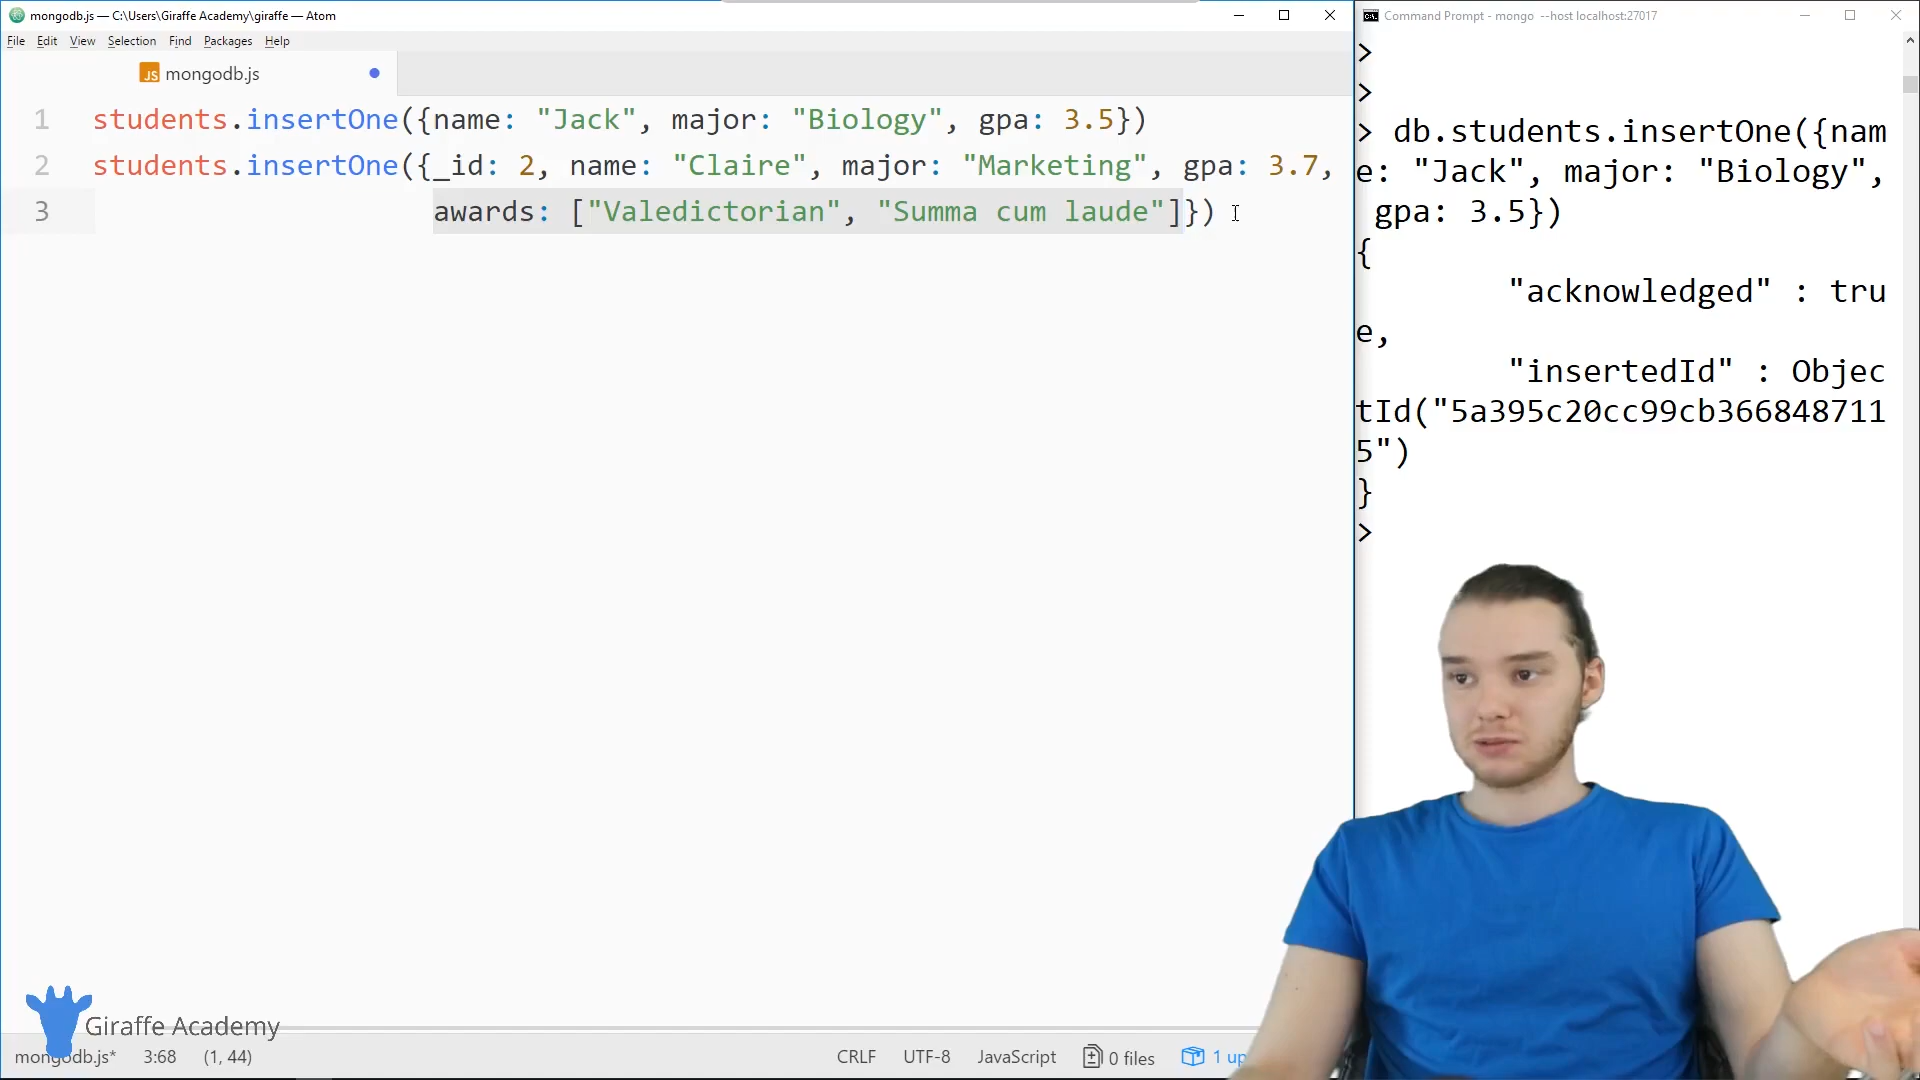 mongodb.js — C:\Users\Giraffe Academy\giraffe — Atom
File Edit View Selection Find Packages Help
mongodb.js
1 students.insertOne({name: "Jack", major: "Biology", gpa: 3.5})
2 students.insertOne({_id: 2, name: "Claire", major: "Marketing", gpa: 3.7,
3 awards: ["Valedictorian", "Summa cum laude"]})
Giraffe Academy
mongodb.js* 3:68 (1, 44) CRLF UTF-8 JavaScript 0 files 1 up
Command Prompt - mongo --host localhost:27017
>
>
> db.students.insertOne({nam
e: "Jack", major: "Biology",
gpa: 3.5})
{
"acknowledged" : tru
e,
"insertedId" : Objec
tId("5a395c20cc99cb366848711
5")
}
>